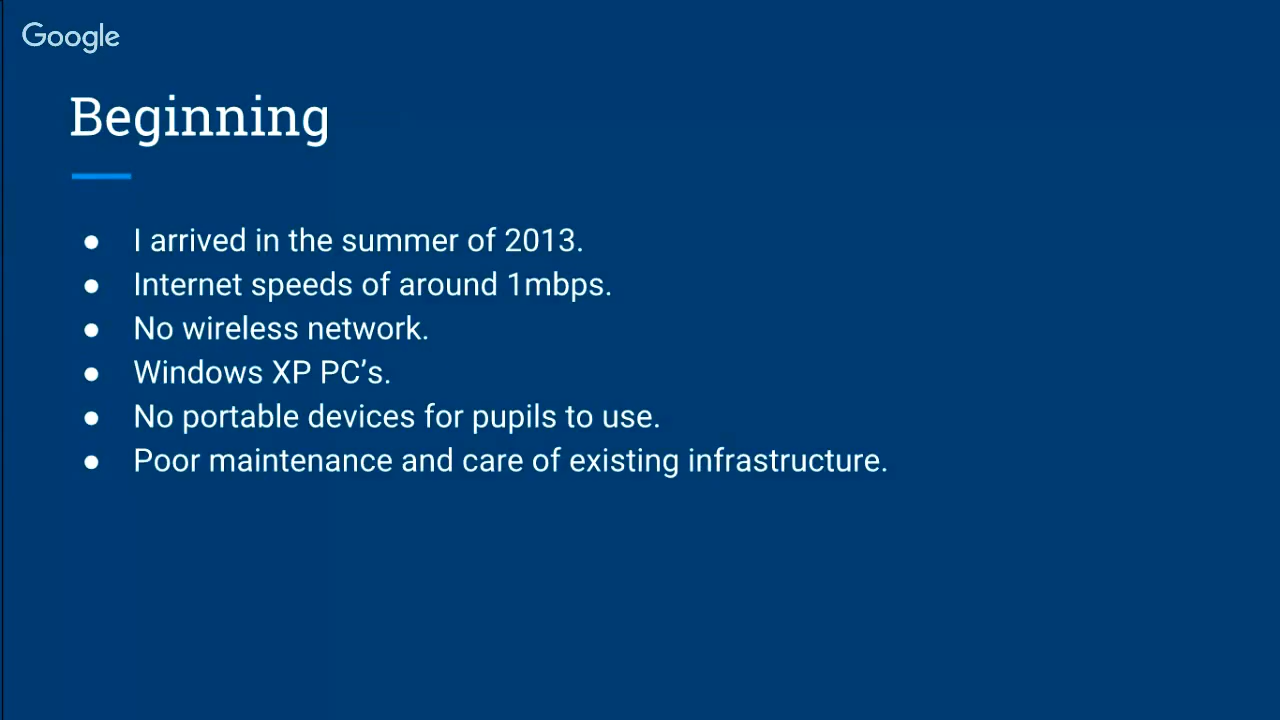 Google
Beginning
● I arrived in the summer of 2013.
● Internet speeds of around 1mbps.
● No wireless network.
● Windows XP PC’s.
● No portable devices for pupils to use.
● Poor maintenance and care of existing infrastructure.